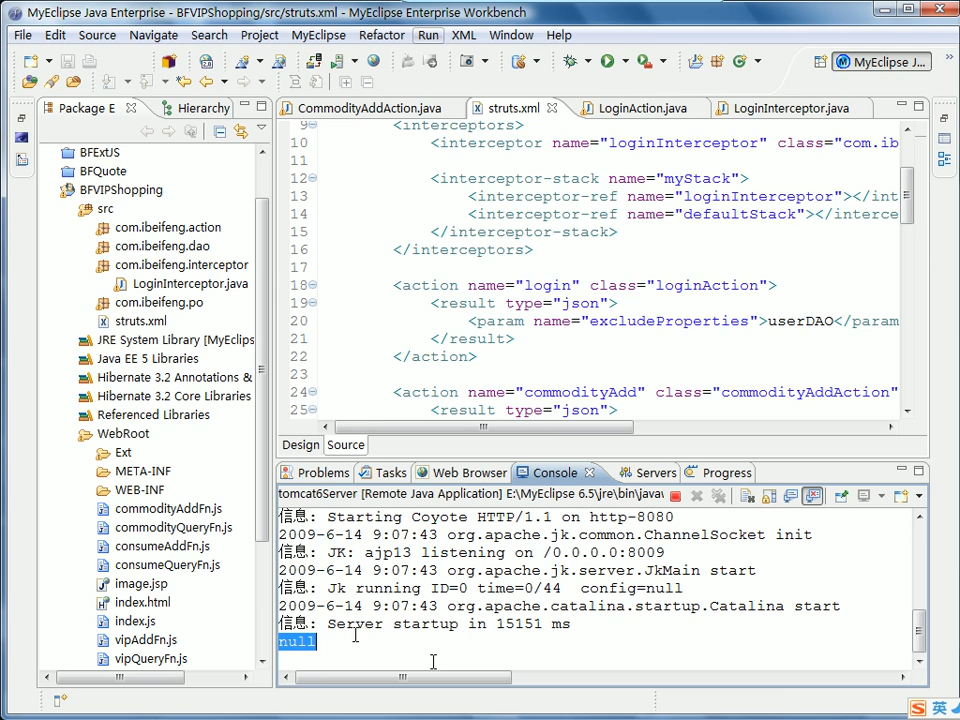 MyEclipse Java Enterprise - BFVIPShopping/src/struts.xml - MyEclipse Enterprise Workbench
File Edit Source Navigate Search Project MyEclipse Refactor Run XML Window Help
MyEclipse J...
Package E Hierarchy
BFExtJS
BFQuote
BFVIPShopping
src
com.ibeifeng.action
com.ibeifeng.dao
com.ibeifeng.interceptor
LoginInterceptor.java
com.ibeifeng.po
struts.xml
JRE System Library [MyEclips
Java EE 5 Libraries
Hibernate 3.2 Annotations &
Hibernate 3.2 Core Libraries
Referenced Libraries
WebRoot
Ext
META-INF
WEB-INF
commodityAddFn.js
commodityQueryFn.js
consumeAddFn.js
consumeQueryFn.js
image.jsp
index.html
index.js
vipAddFn.js
vipQueryFn.js
CommodityAddAction.java struts.xml LoginAction.java LoginInterceptor.java
9 <interceptors>
10 <interceptor name="loginInterceptor" class="com.ib
11
12 <interceptor-stack name="myStack">
13 <interceptor-ref name="loginInterceptor"></int
14 <interceptor-ref name="defaultStack"></interce
15 </interceptor-stack>
16 </interceptors>
17
18 <action name="login" class="loginAction">
19 <result type="json">
20 <param name="excludeProperties">userDAO</param
21 </result>
22 </action>
23
24 <action name="commodityAdd" class="commodityAddAction"
25 <result type="json">
Design Source
Problems Tasks Web Browser Console Servers Progress
tomcat6Server [Remote Java Application] E:\MyEclipse 6.5\jre\bin\javaw
信息: Starting Coyote HTTP/1.1 on http-8080
2009-6-14 9:07:43 org.apache.jk.common.ChannelSocket init
信息: JK: ajp13 listening on /0.0.0.0:8009
2009-6-14 9:07:43 org.apache.jk.server.JkMain start
信息: Jk running ID=0 time=0/44 config=null
2009-6-14 9:07:43 org.apache.catalina.startup.Catalina start
信息: Server startup in 15151 ms
null
英